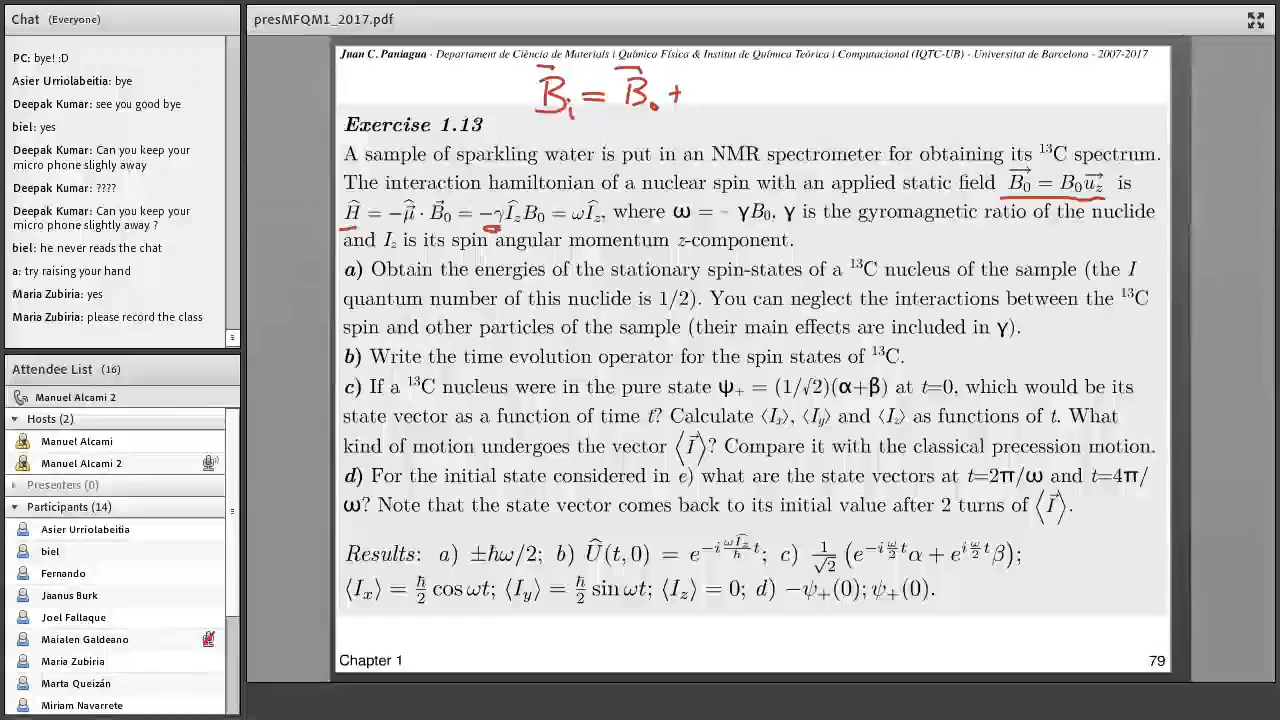 Chat (Everyone)
PC: bye! :D
Asier Urriolabeitia: bye
Deepak Kumar: see you good bye
biel: yes
Deepak Kumar: Can you keep your
micro phone slighly away
Deepak Kumar: ????
Deepak Kumar: Can you keep your
micro phone slighly away ?
biel: he never reads the chat
a: try raising your hand
Maria Zubiria: yes
Maria Zubiria: please record the class
Attendee List (16)
Manuel Alcami 2
Hosts (2)
Manuel Alcami
Manuel Alcami 2
Presenters (0)
Participants (14)
Asier Urriolabeitia
biel
Fernando
Jaanus Burk
Joel Fallaque
Maialen Galdeano
Maria Zubiria
Marta Queizán
Miriam Navarrete
presMFQM1_2017.pdf
Juan C. Paniagua - Departament de Ciència de Materials i Química Física & Institut de Química Teòrica i Computacional (IQTC-UB) - Universitat de Barcelona - 2007-2017
B⃗ᵢ = B⃗₀ +
Exercise 1.13
A sample of sparkling water is put in an NMR spectrometer for obtaining its ¹³C spectrum.
The interaction hamiltonian of a nuclear spin with an applied static field B₀⃗ = B₀u_z⃗ is
Ĥ = −μ̂ · B⃗₀ = −γÎ_zB₀ = ωÎ_z, where ω = − γB₀, γ is the gyromagnetic ratio of the nuclide
and I_z is its spin angular momentum z-component.
a) Obtain the energies of the stationary spin-states of a ¹³C nucleus of the sample (the I
quantum number of this nuclide is 1/2). You can neglect the interactions between the ¹³C
spin and other particles of the sample (their main effects are included in γ).
b) Write the time evolution operator for the spin states of ¹³C.
c) If a ¹³C nucleus were in the pure state ψ₊ = (1/√2)(α+β) at t=0, which would be its
state vector as a function of time t? Calculate ⟨I_x⟩, ⟨I_y⟩ and ⟨I_z⟩ as functions of t. What
kind of motion undergoes the vector ⟨I⃗⟩? Compare it with the classical precession motion.
d) For the initial state considered in e) what are the state vectors at t=2π/ω and t=4π/
ω? Note that the state vector comes back to its initial value after 2 turns of ⟨I⃗⟩.
Results: a) ±ħω/2; b) Û(t, 0) = e^{−i(ωÎ_z/ħ)t}; c) 1/√2 (e^{−i(ω/2)t}α + e^{i(ω/2)t}β);
⟨I_x⟩ = ħ/2 cos ωt; ⟨I_y⟩ = ħ/2 sin ωt; ⟨I_z⟩ = 0; d) −ψ₊(0); ψ₊(0).
Chapter 1
79